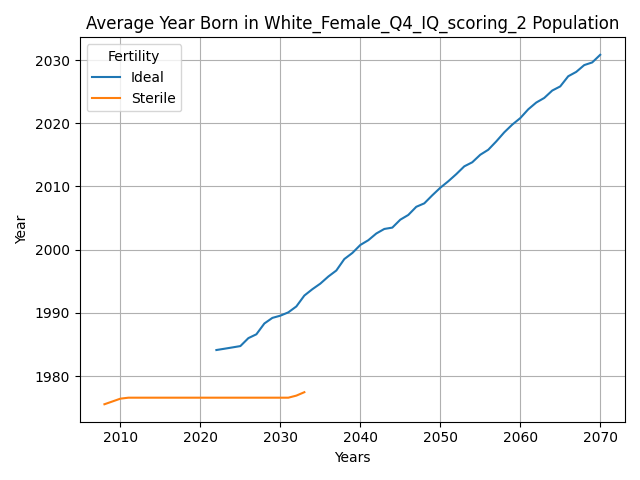 Average Year Born in White_Female_Q4_IQ_scoring_2 Population
Fertility
Ideal
Sterile
Year
2030
2020
2010
2000
1990
1980
2010 2020 2030 2040 2050 2060 2070
Years